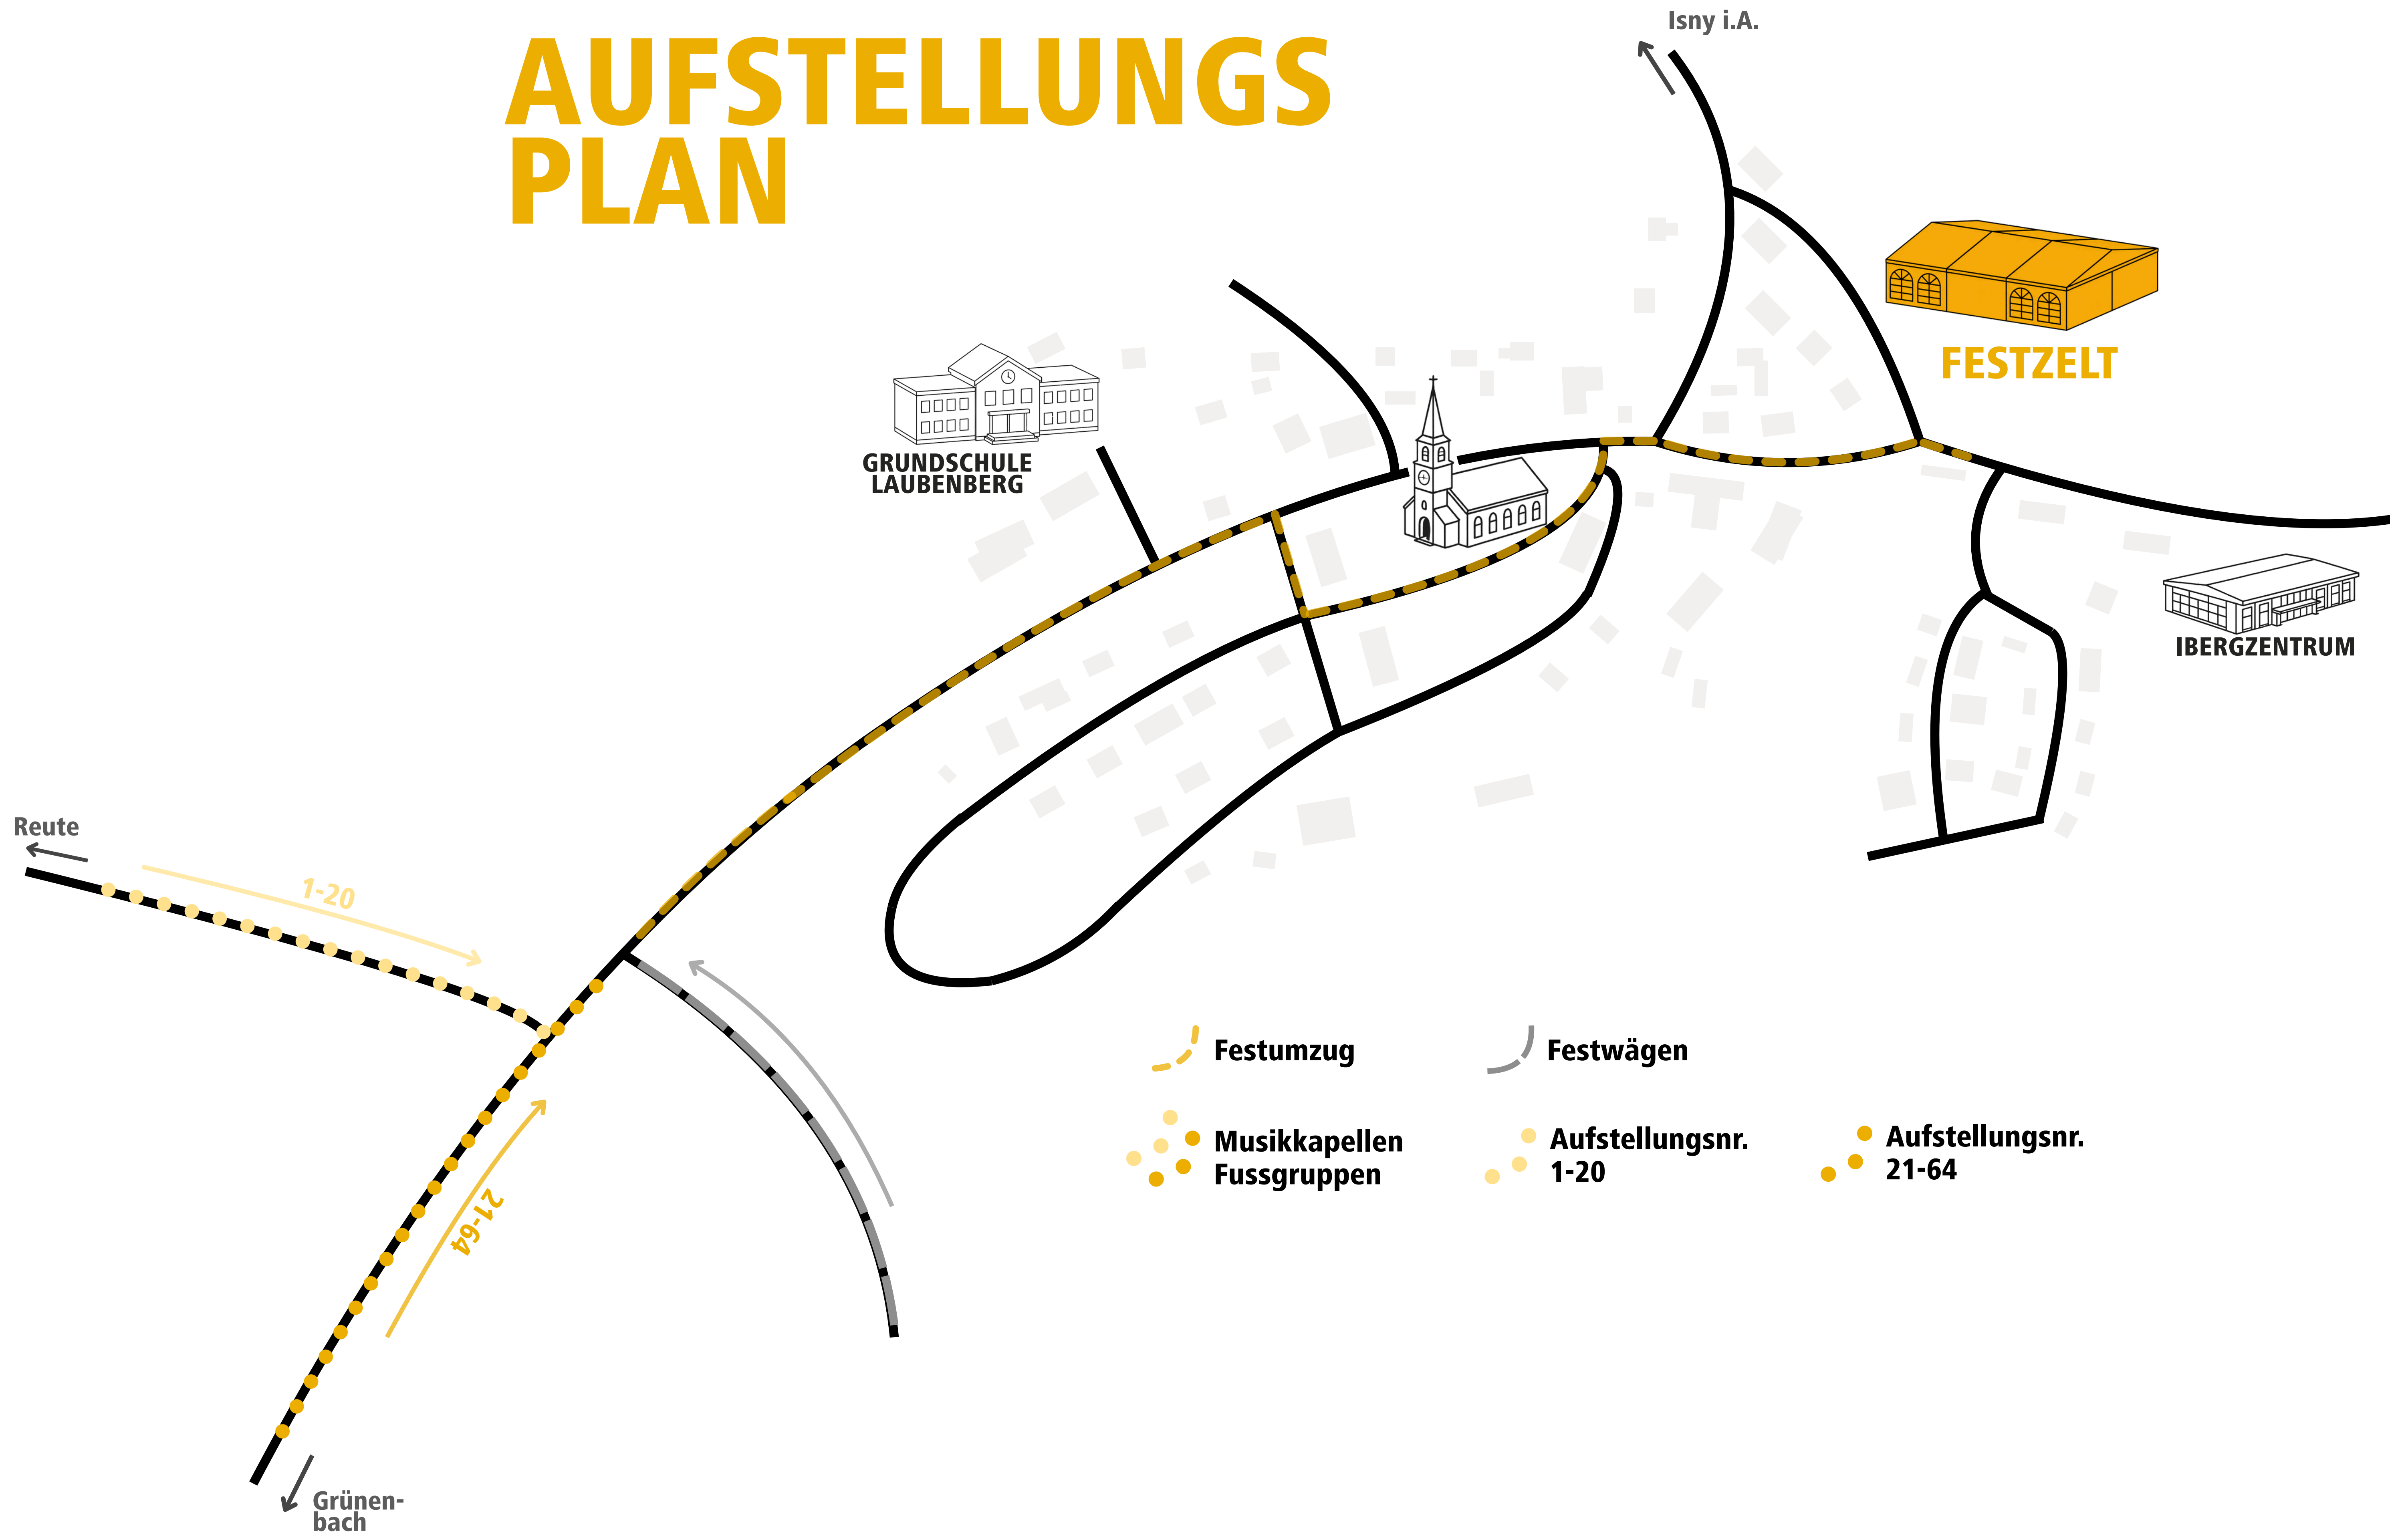 Isny i.A.
AUFSTELLUNGS
PLAN
FESTZELT
GRUNDSCHULE
LAUBENBERG
IBERGZENTRUM
Reute
1-20
21-64
Festumzug
Festwägen
Musikkapellen
Fussgruppen
Aufstellungsnr.
1-20
Aufstellungsnr.
21-64
Grünen-
bach